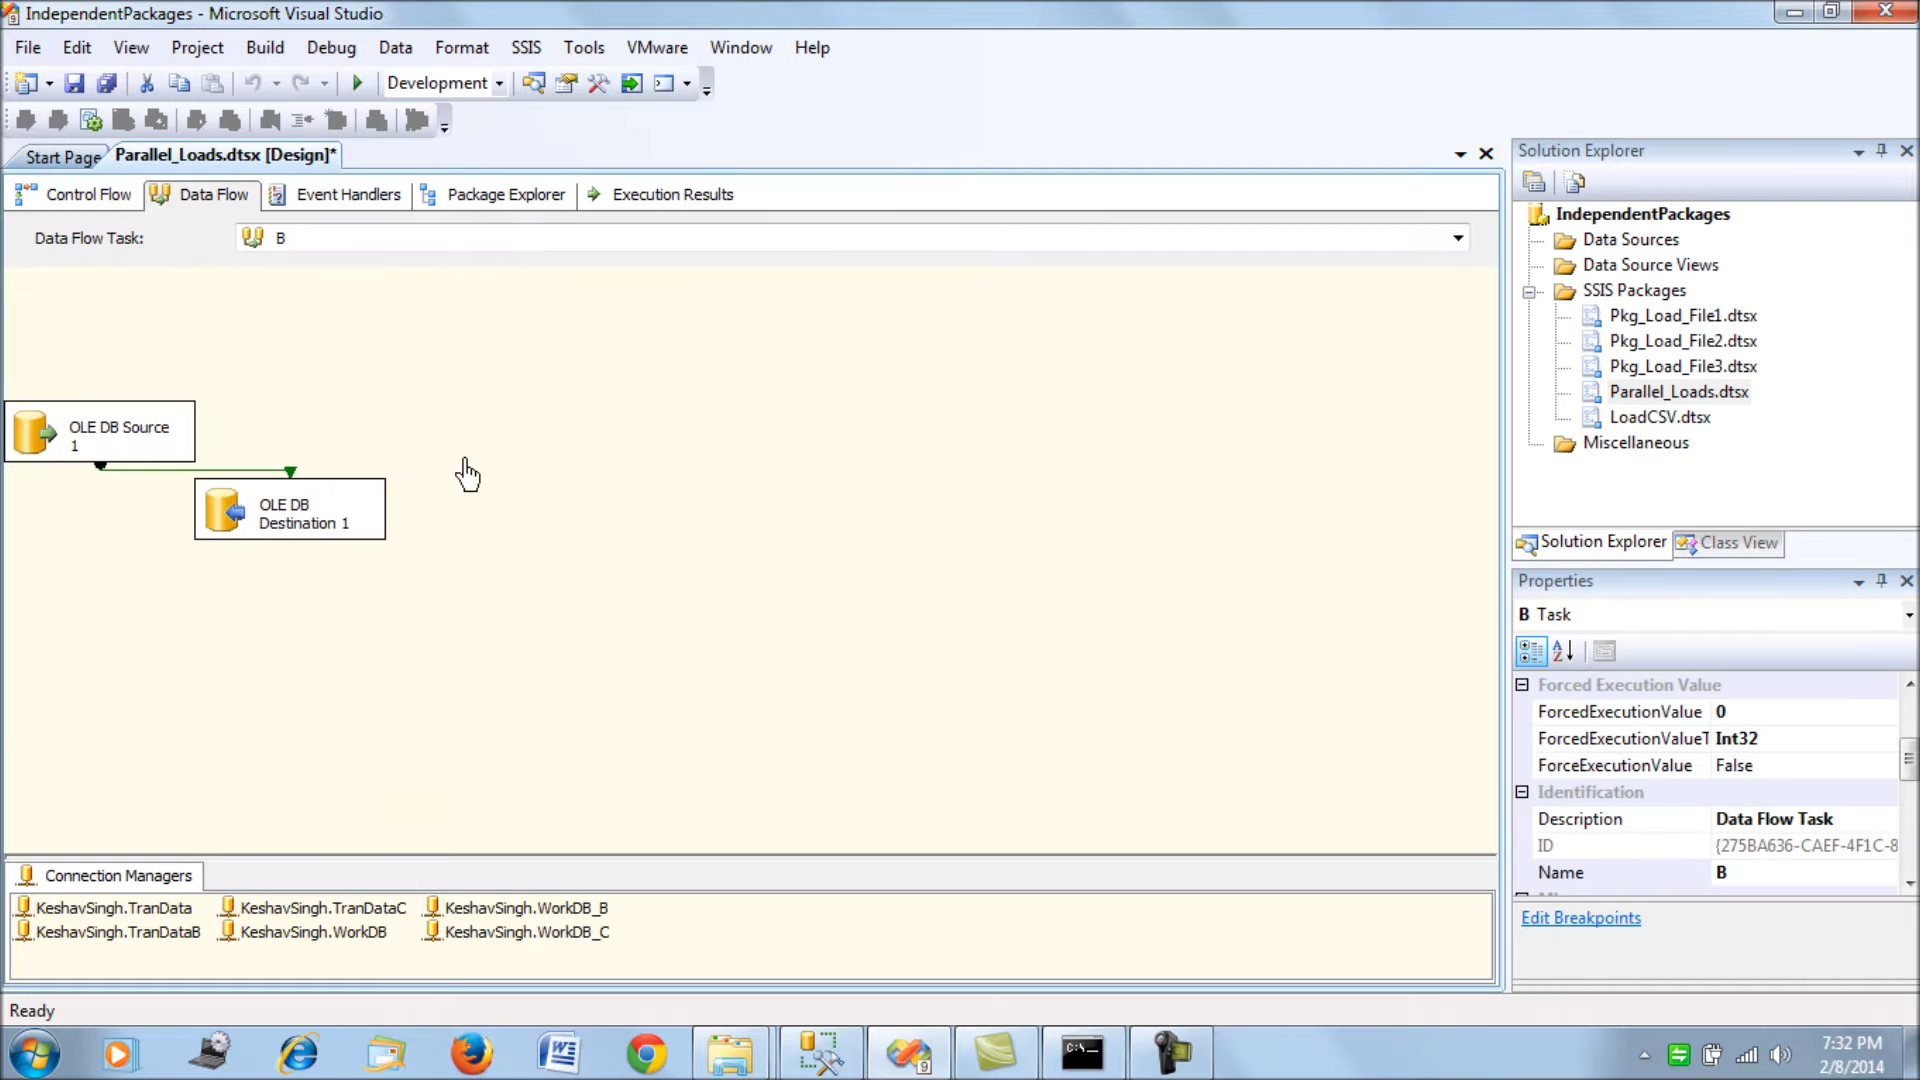 IndependentPackages - Microsoft Visual Studio
File Edit View Project Build Debug Data Format SSIS Tools VMware Window Help
Development
Start Page
Parallel_Loads.dtsx [Design]*
Control Flow
Data Flow
Event Handlers
Package Explorer
Execution Results
Data Flow Task:
B
OLE DB Source
1
OLE DB
Destination 1
Connection Managers
KeshavSingh.TranData
KeshavSingh.TranDataC
KeshavSingh.WorkDB_B
KeshavSingh.TranDataB
KeshavSingh.WorkDB
KeshavSingh.WorkDB_C
Ready
Solution Explorer
IndependentPackages
Data Sources
Data Source Views
SSIS Packages
Pkg_Load_File1.dtsx
Pkg_Load_File2.dtsx
Pkg_Load_File3.dtsx
Parallel_Loads.dtsx
LoadCSV.dtsx
Miscellaneous
Solution Explorer
Class View
Properties
B Task
Forced Execution Value
ForcedExecutionValue 0
ForcedExecutionValueT Int32
ForceExecutionValue False
Identification
Description Data Flow Task
ID {275BA636-CAEF-4F1C-8
Name B
Edit Breakpoints
7:32 PM
2/8/2014